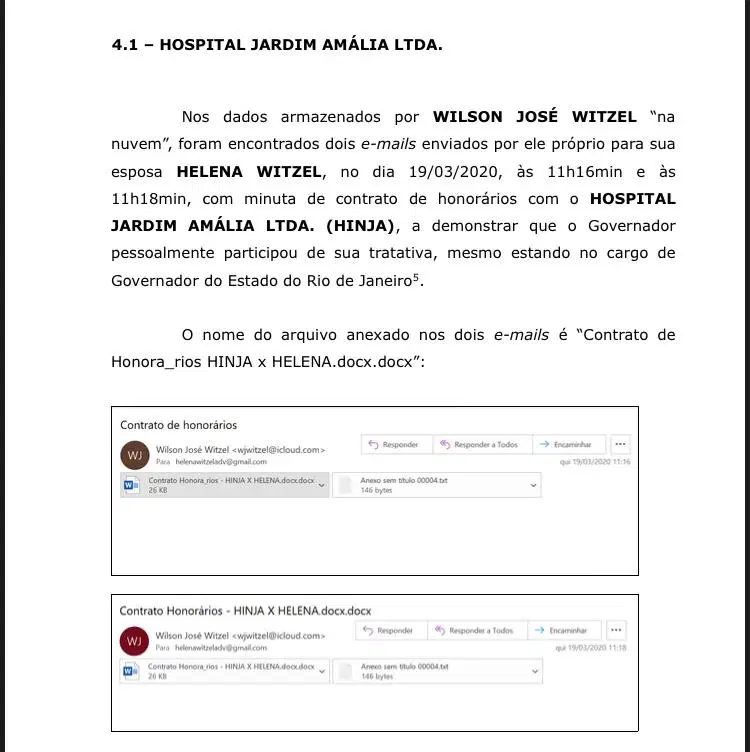 4.1 – HOSPITAL JARDIM AMÁLIA LTDA.
Nos dados armazenados por WILSON JOSÉ WITZEL “na
nuvem”, foram encontrados dois e-mails enviados por ele próprio para sua
esposa HELENA WITZEL, no dia 19/03/2020, às 11h16min e às
11h18min, com minuta de contrato de honorários com o HOSPITAL
JARDIM AMÁLIA LTDA. (HINJA), a demonstrar que o Governador
pessoalmente participou de sua tratativa, mesmo estando no cargo de
Governador do Estado do Rio de Janeiro5.
O nome do arquivo anexado nos dois e-mails é “Contrato de
Honora_rios HINJA x HELENA.docx.docx”:
Contrato de honorários
WJ
Wilson José Witzel <wjwitzel@icloud.com>
Para helenawitzeladv@gmail.com
Responder
Responder a Todos
Encaminhar
...
qui 19/03/2020 11:16
Contrato Honora_rios - HINJA X HELENA.docx.docx
26 KB
Anexo sem título 00004.txt
146 bytes
Contrato Honorários - HINJA X HELENA.docx.docx
WJ
Wilson José Witzel <wjwitzel@icloud.com>
Para helenawitzeladv@gmail.com
Responder
Responder a Todos
Encaminhar
...
qui 19/03/2020 11:18
Contrato Honora_rios - HINJA X HELENA.docx.docx
26 KB
Anexo sem título 00004.txt
146 bytes